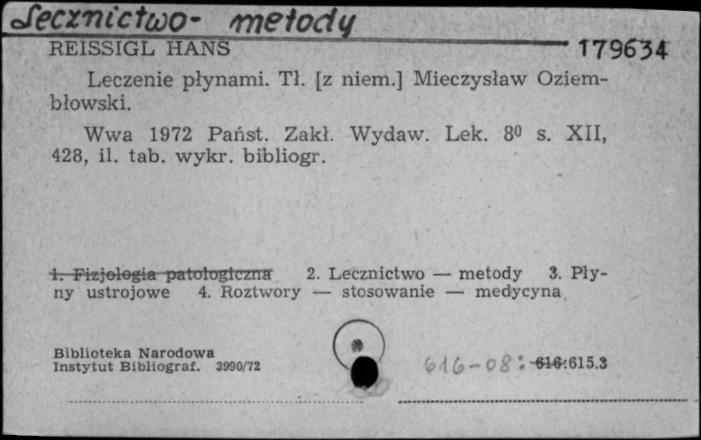 Lecznictwo- metody
REISSIGL HANS 179634
Leczenie płynami. Tł. [z niem.] Mieczysław Oziem-
błowski.
Wwa 1972 Państ. Zakł. Wydaw. Lek. 8⁰ s. XII,
428, il. tab. wykr. bibliogr.
1. Fizjologia patologiczna 2. Lecznictwo — metody 3. Pły-
ny ustrojowe 4. Roztwory — stosowanie — medycyna
Biblioteka Narodowa
Instytut Bibliograf. 3990/72 616-08: 616:615.3